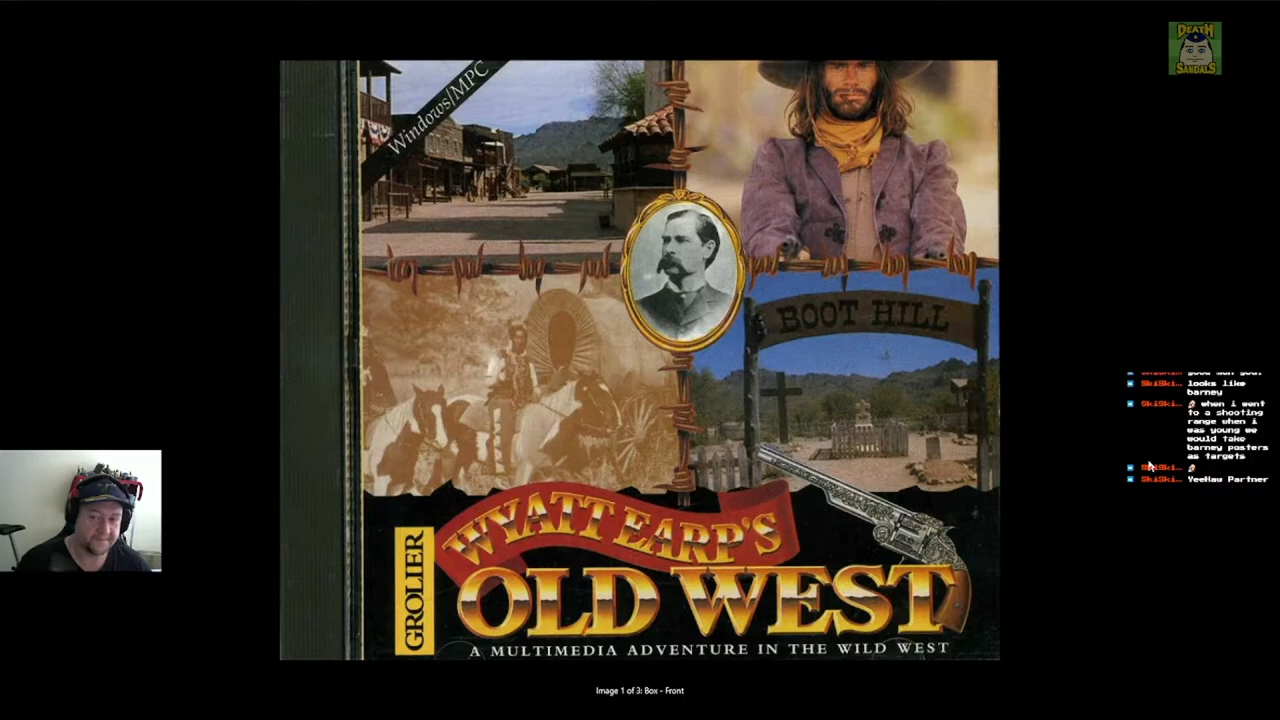 DEATH
SANDALS
Windows/MPC
BOOT HILL
looks like
barney
SkiSki...
when i went
to a shooting
range when i
was young we
would take
barney posters
as targets
SkiSki... YeeHaw Partner
WYATT EARP'S
GROLIER
OLD WEST
A MULTIMEDIA ADVENTURE IN THE WILD WEST
Image 1 of 3: Box - Front